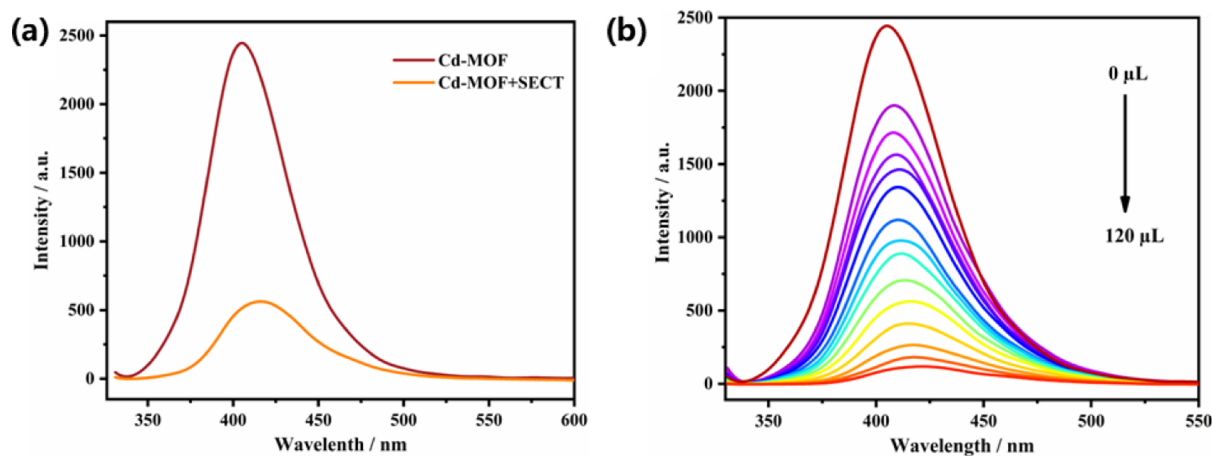 (a)
2500
2000
1500
1000
500
0
Intensity / a.u.
Cd-MOF
Cd-MOF+SECT
350
400
450
500
550
600
Wavelenth / nm
(b)
2500
2000
1500
1000
500
0
Intensity / a.u.
0 µL
120 µL
350
400
450
500
550
Wavelength / nm